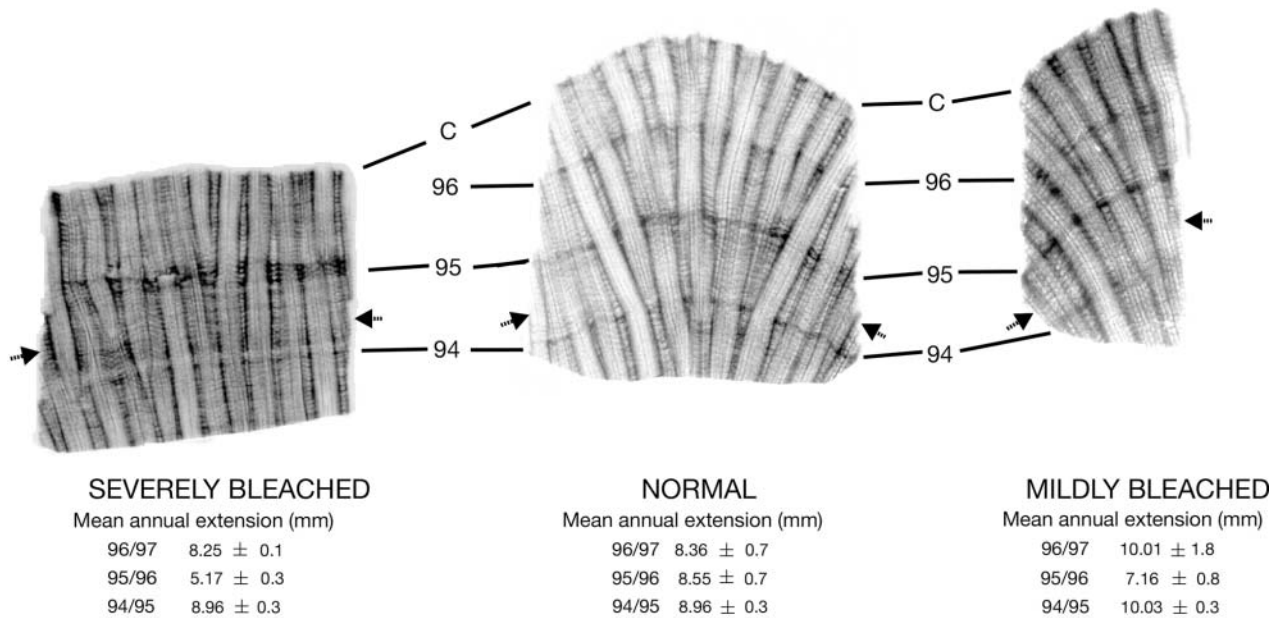 C
C
96
96
95
95
94
94
SEVERELY BLEACHED
Mean annual extension (mm)
96/97 8.25 ± 0.1
95/96 5.17 ± 0.3
94/95 8.96 ± 0.3
NORMAL
Mean annual extension (mm)
96/97 8.36 ± 0.7
95/96 8.55 ± 0.7
94/95 8.96 ± 0.3
MILDLY BLEACHED
Mean annual extension (mm)
96/97 10.01 ± 1.8
95/96 7.16 ± 0.8
94/95 10.03 ± 0.3